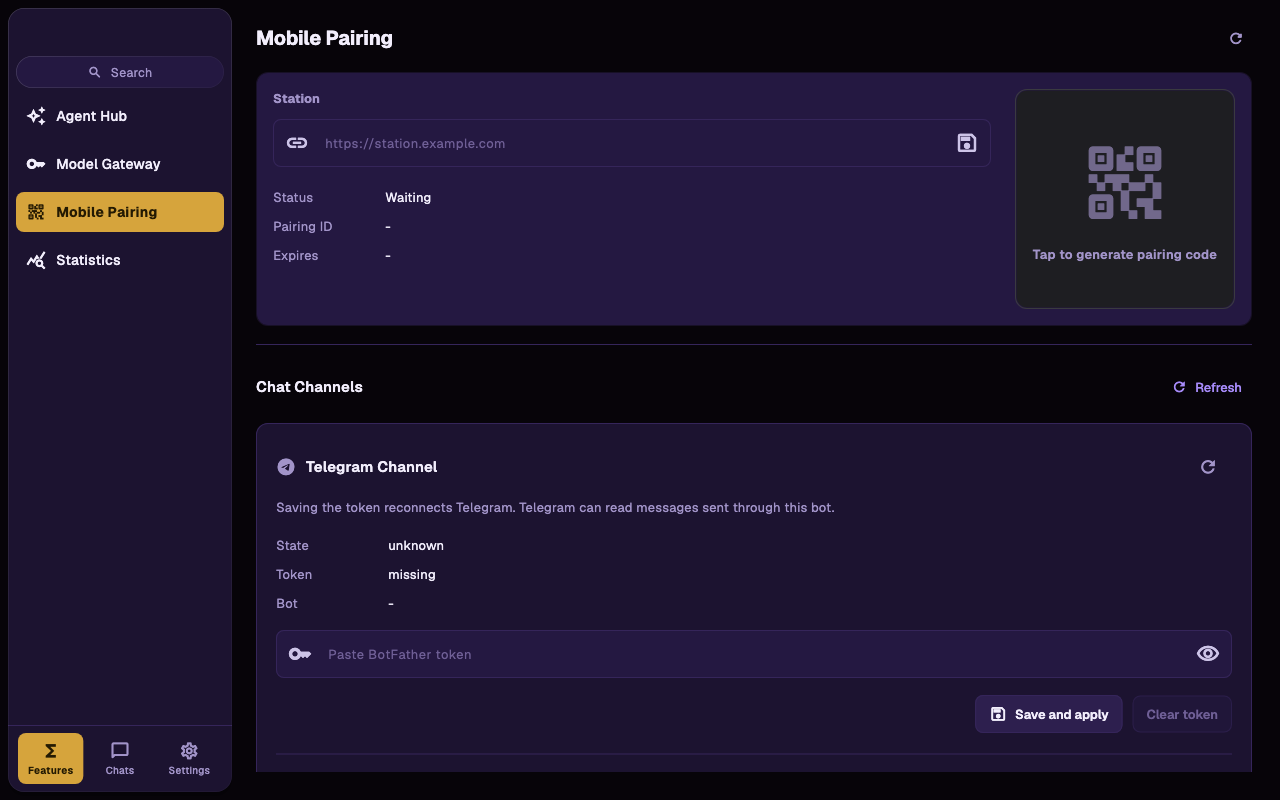 Search
Agent Hub
Model Gateway
Mobile Pairing
Statistics
Features
Chats
Settings
Mobile Pairing
Station
https://station.example.com
Status Waiting
Pairing ID -
Expires -
Tap to generate pairing code
Chat Channels
Refresh
Telegram Channel
Saving the token reconnects Telegram. Telegram can read messages sent through this bot.
State unknown
Token missing
Bot -
Paste BotFather token
Save and apply
Clear token